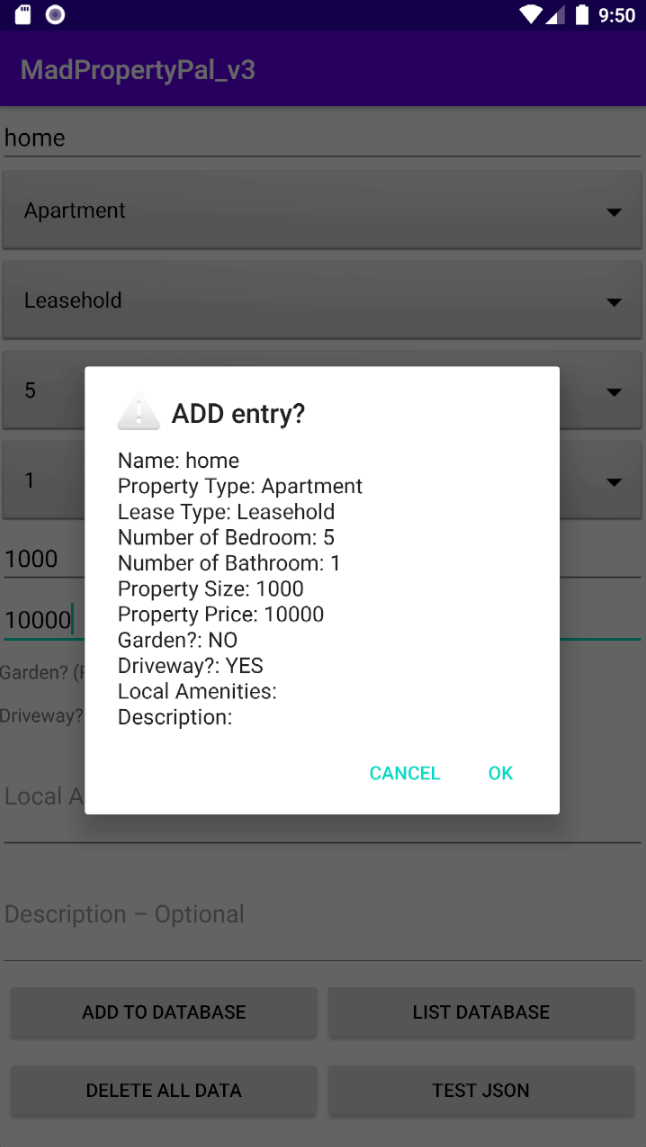 9:50
MadPropertyPal_v3
home
Apartment
Leasehold
5
1
1000
10000
ADD entry?
Name: home
Property Type: Apartment
Lease Type: Leasehold
Number of Bedroom: 5
Number of Bathroom: 1
Property Size: 1000
Property Price: 10000
Garden?: NO
Driveway?: YES
Local Amenities:
Description:
CANCEL OK
Garden?
Driveway?
Local
Description – Optional
ADD TO DATABASE LIST DATABASE
DELETE ALL DATA TEST JSON